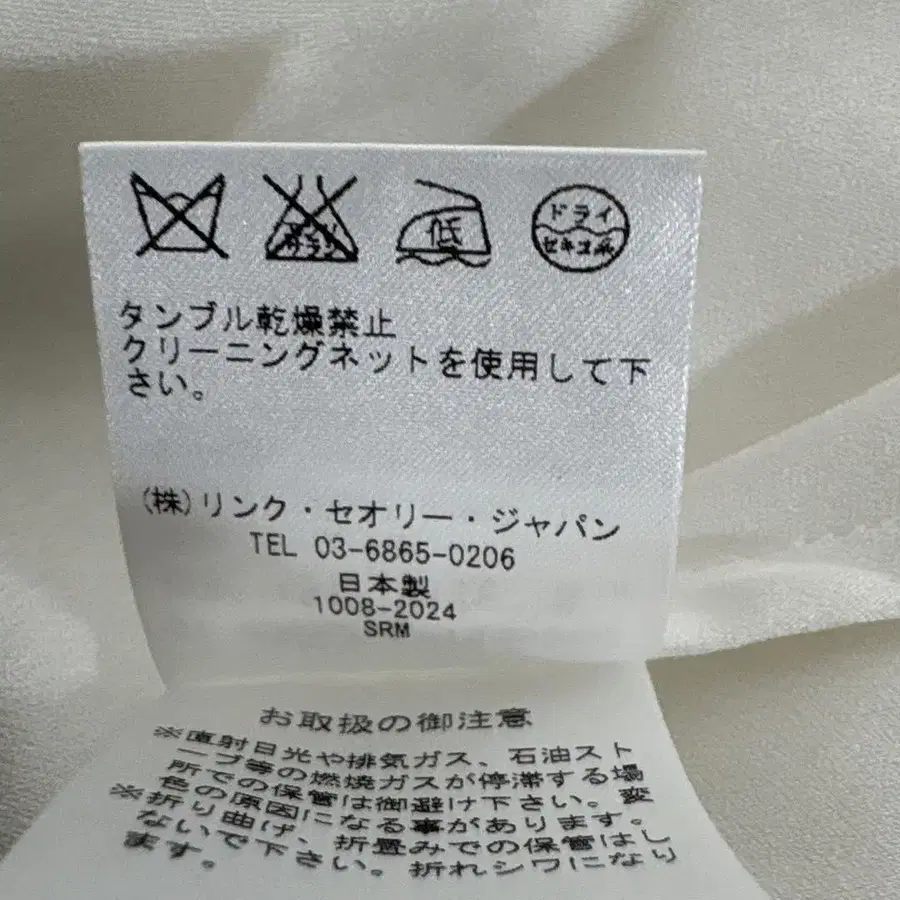 低
ドライ
セキユ系
タンブル乾燥禁止
クリーニングネットを使用して下
さい。
(株)リンク・セオリー・ジャパン
TEL 03-6865-0206
日本製
1008-2024
SRM
お取扱の御注意
※直射日光や排気ガス、石油スト
ーブ等の燃焼ガスが停滞する場
所での保管は御避け下さい。変
色の原因になる事があります。
※折り曲げ、折畳みでの保管はし
ないで下さい。折れシワになり
ます。